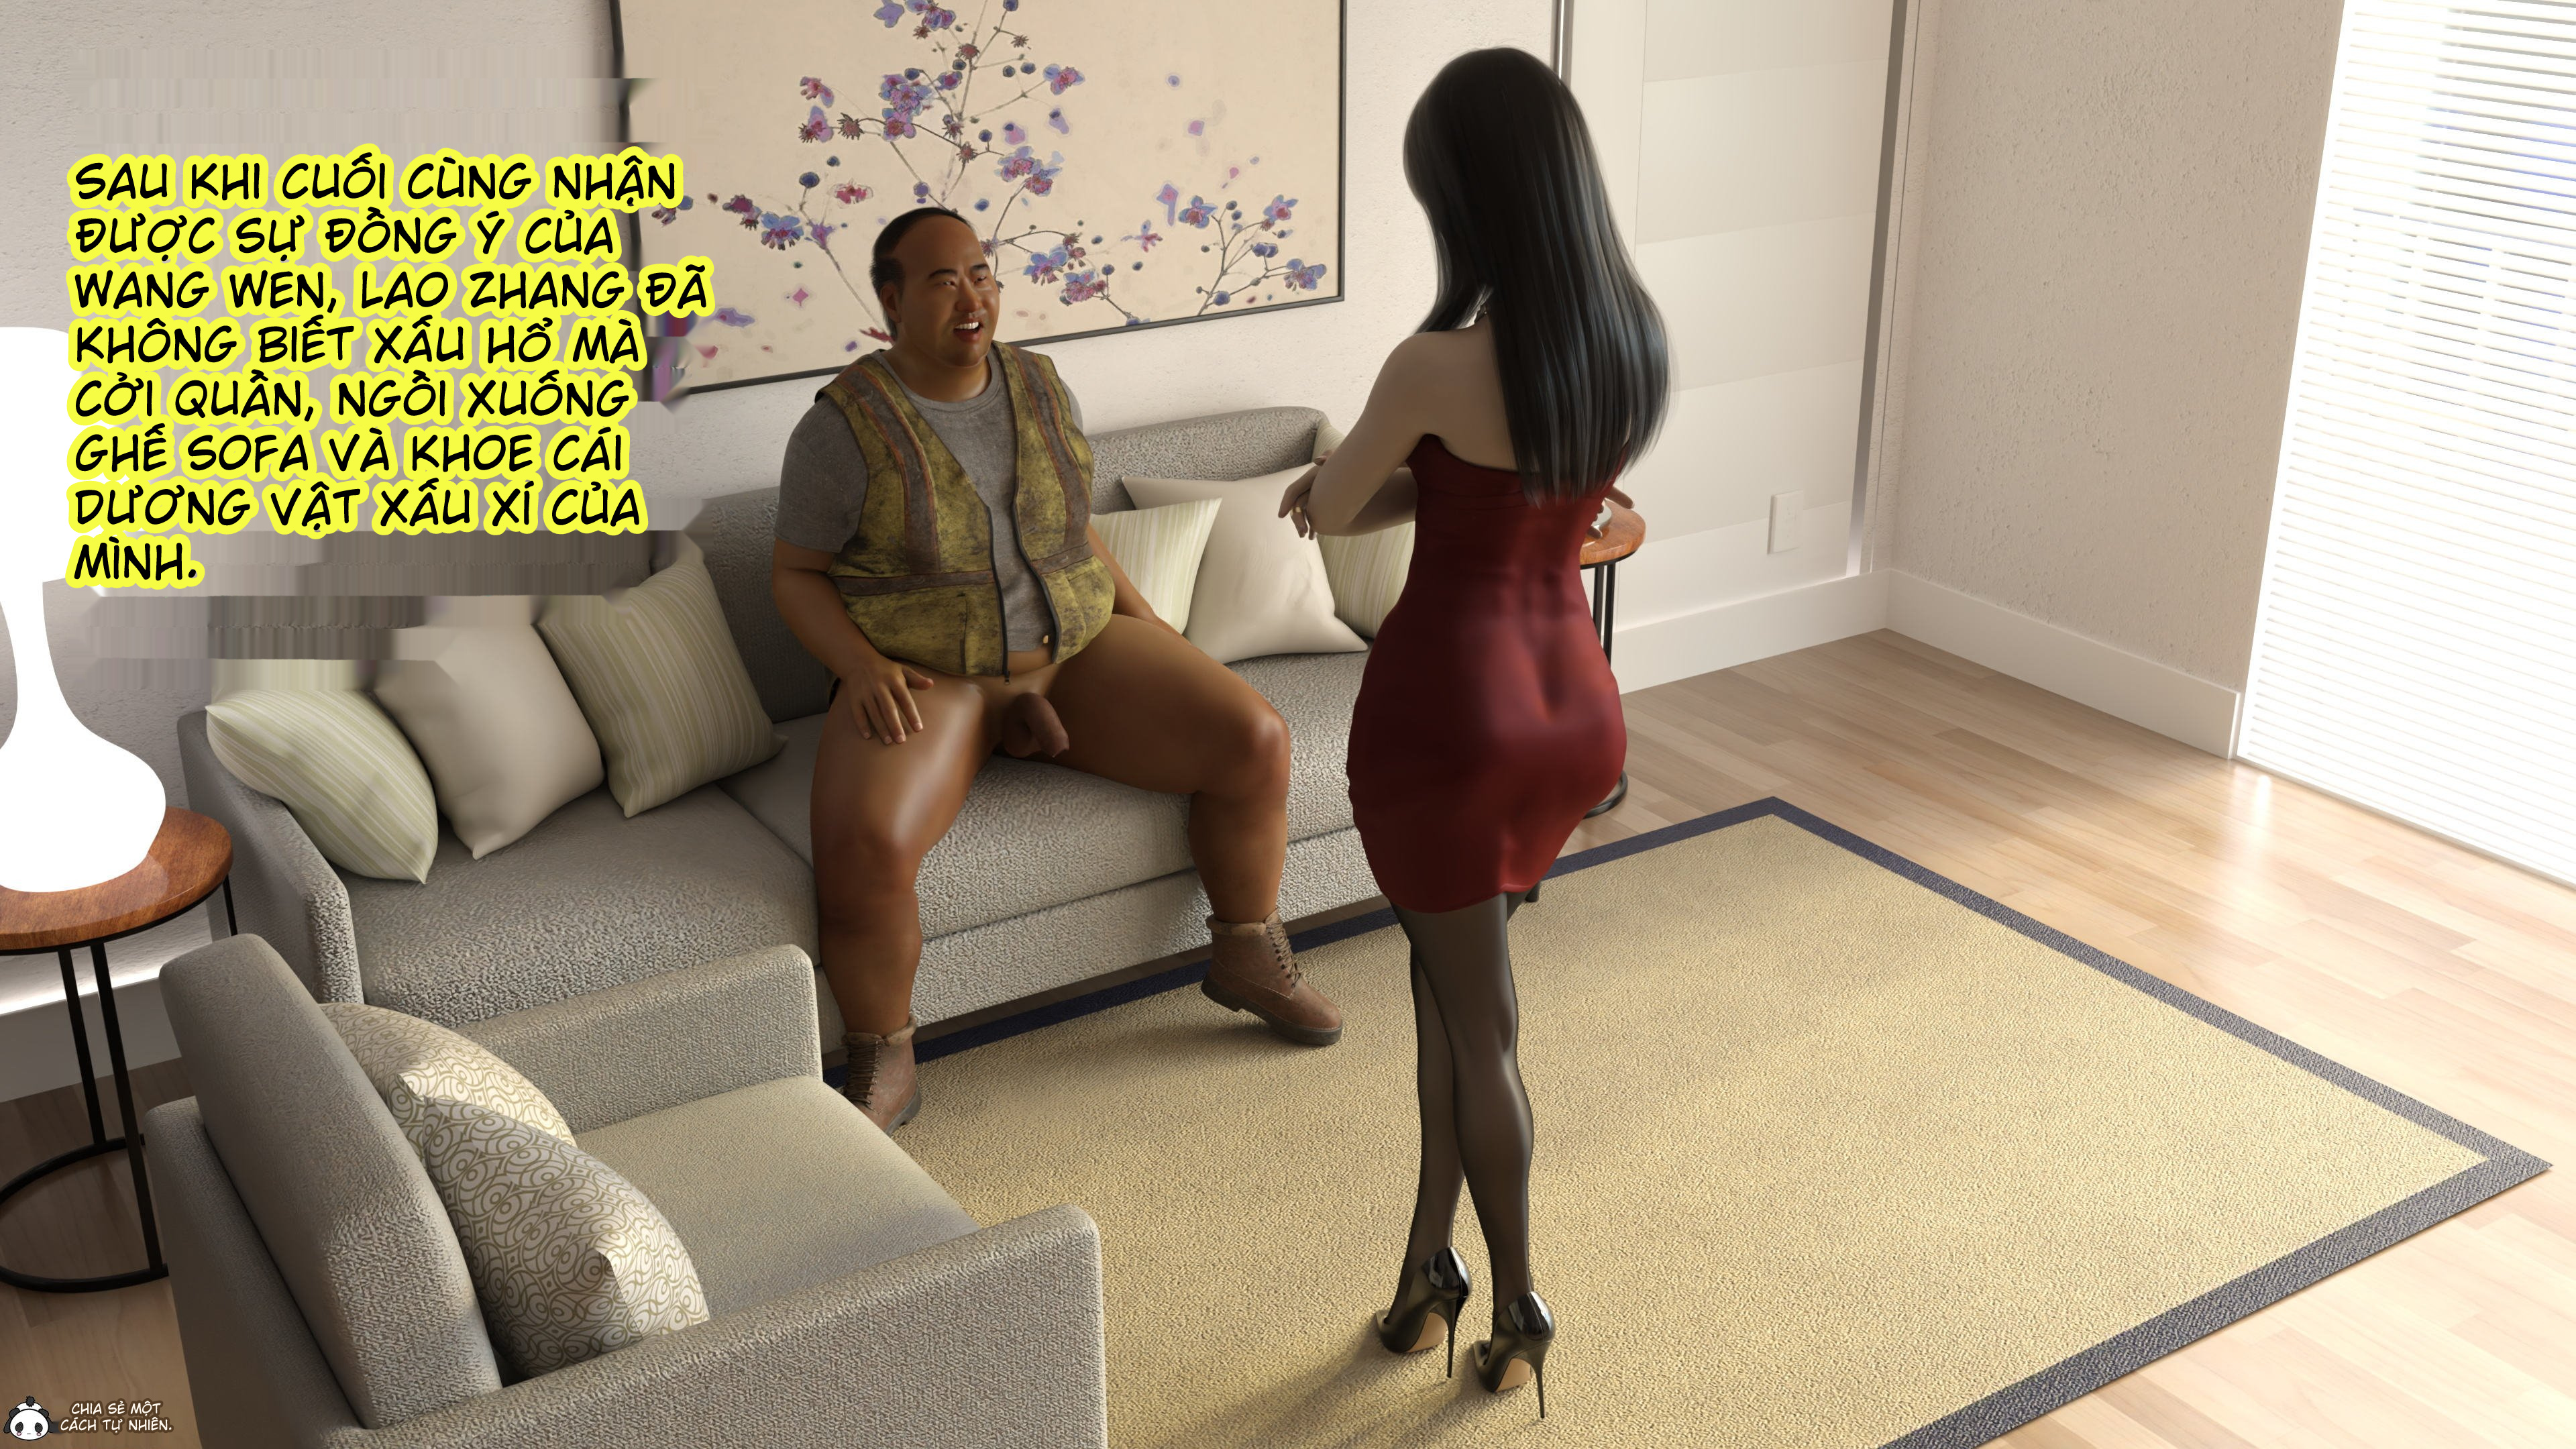 SAU KHI CUỐI CÙNG NHẬN
ĐƯỢC SỰ ĐỒNG Ý CỦA
WANG WEN, LAO ZHANG ĐÃ
KHÔNG BIẾT XẤU HỔ MÀ
CỞI QUẦN, NGỒI XUỐNG
GHẾ SOFA VÀ KHOE CÁI
DƯƠNG VẬT XẤU XÍ CỦA
MÌNH.
CHIA SẺ MỘT
CÁCH TỰ NHIÊN.